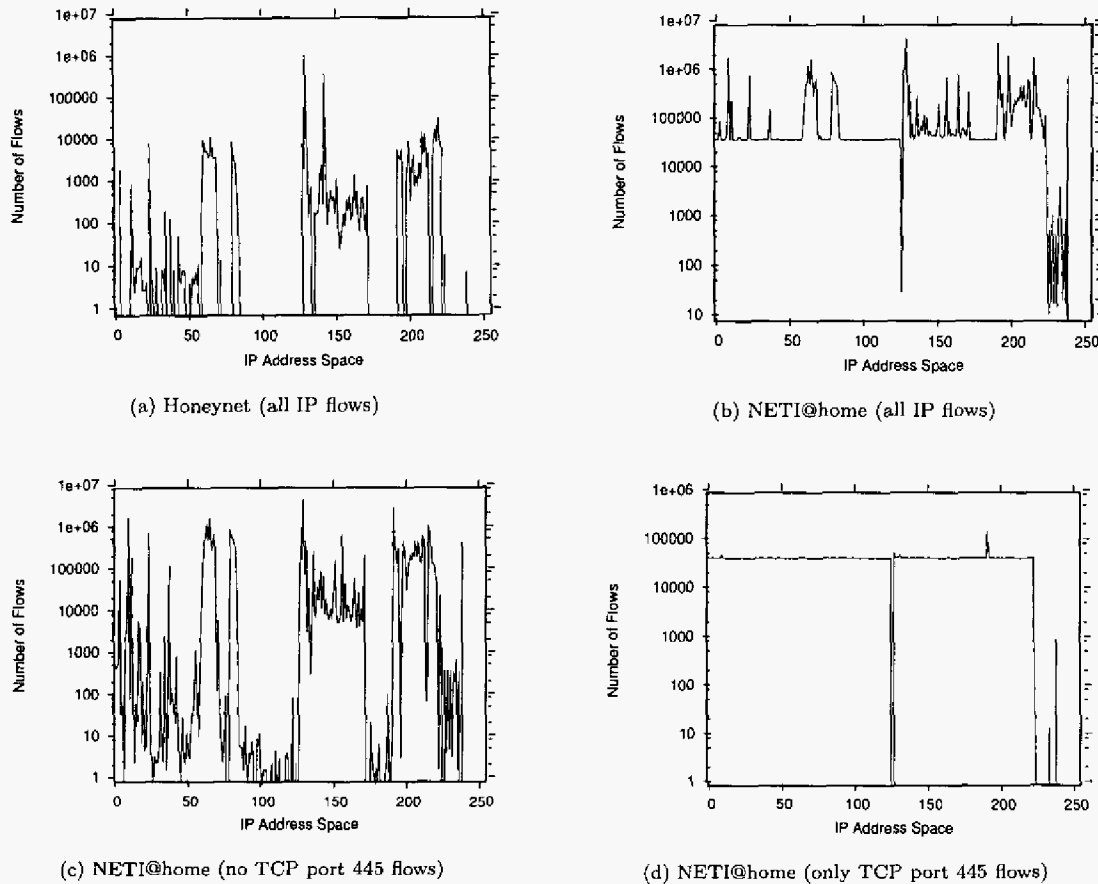 1e+07
1e+06
100000
10000
1000
100
10
1
Number of Flows
0 50 100 150 200 250
IP Address Space
(a) Honeynet (all IP flows)
1e+07
1e+06
100000
10000
1000
100
10
Number of Flows
0 50 100 150 200 250
IP Address Space
(b) NETI@home (all IP flows)
1e+07
1e+06
100000
10000
1000
100
10
1
Number of Flows
0 50 100 150 200 250
IP Address Space
(c) NETI@home (no TCP port 445 flows)
1e+06
100000
10000
1000
100
10
1
Number of Flows
0 50 100 150 200 250
IP Address Space
(d) NETI@home (only TCP port 445 flows)